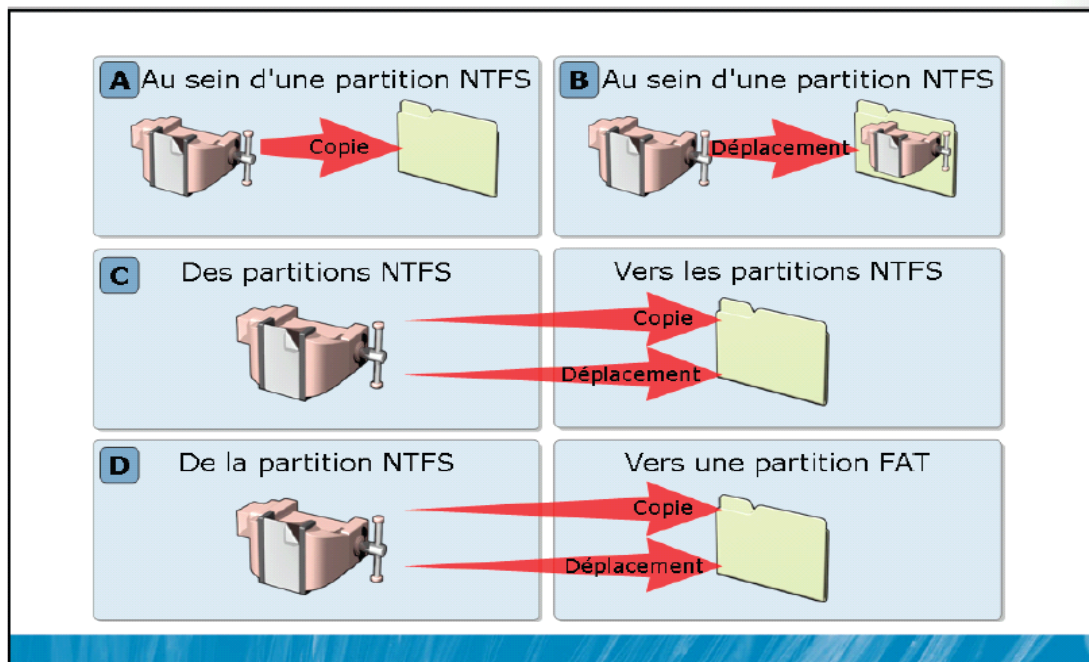 A Au sein d'une partition NTFS
Copie
B Au sein d'une partition NTFS
Déplacement
C Des partitions NTFS
Vers les partitions NTFS
Copie
Déplacement
D De la partition NTFS
Vers une partition FAT
Copie
Déplacement